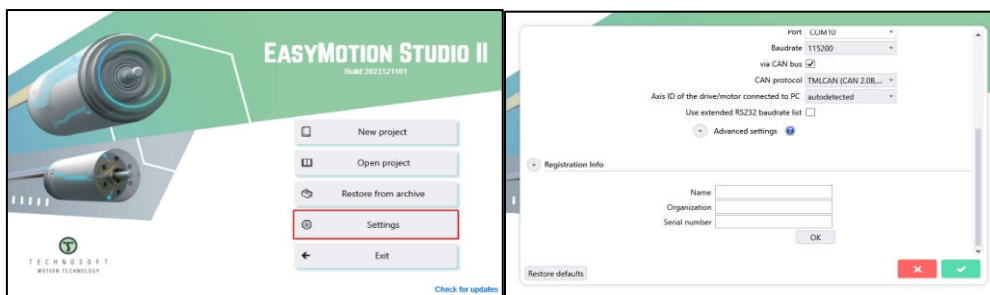 EASYMOTION STUDIO II
Build 2023121101
New project
Open project
Restore from archive
Settings
Exit
TECHNOSOFT
MOTION TECHNOLOGY
Check for updates
Port COM10
Baudrate 115200
via CAN bus
CAN protocol TMLCAN (CAN 2.0B,...
Axis ID of the drive/motor connected to PC autodetected
Use extended RS232 baudrate list
Advanced settings ?
Registration Info
Name
Organization
Serial number
OK
Restore defaults